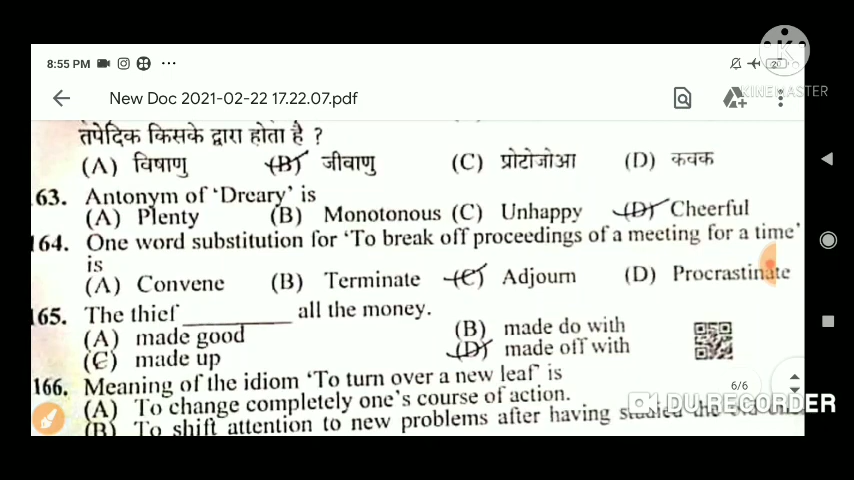 8:55 PM
20
New Doc 2021-02-22 17.22.07.pdf
KINEMASTER
तपेदिक किसके द्वारा होता है ?
(A) विषाणु (B) जीवाणु (C) प्रोटोजोआ (D) कवक
63. Antonym of 'Dreary' is
(A) Plenty (B) Monotonous (C) Unhappy (D) Cheerful
164. One word substitution for 'To break off proceedings of a meeting for a time'
is
(A) Convene (B) Terminate (C) Adjourn (D) Procrastinate
165. The thief ________ all the money.
(A) made good (B) made do with
(C) made up (D) made off with
166. Meaning of the idiom 'To turn over a new leaf' is
6/6
(A) To change completely one's course of action.
DU RECORDER
(B) To shift attention to new problems after having studied the old